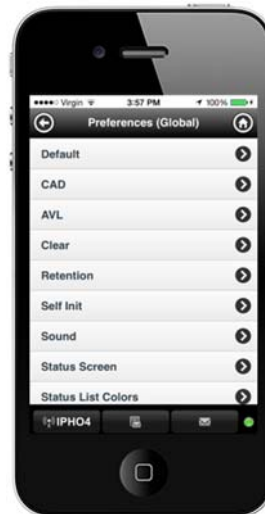 Virgin 3:57 PM 100%
Preferences (Global)
Default
CAD
AVL
Clear
Retention
Self Init
Sound
Status Screen
Status List Colors
IPHO4